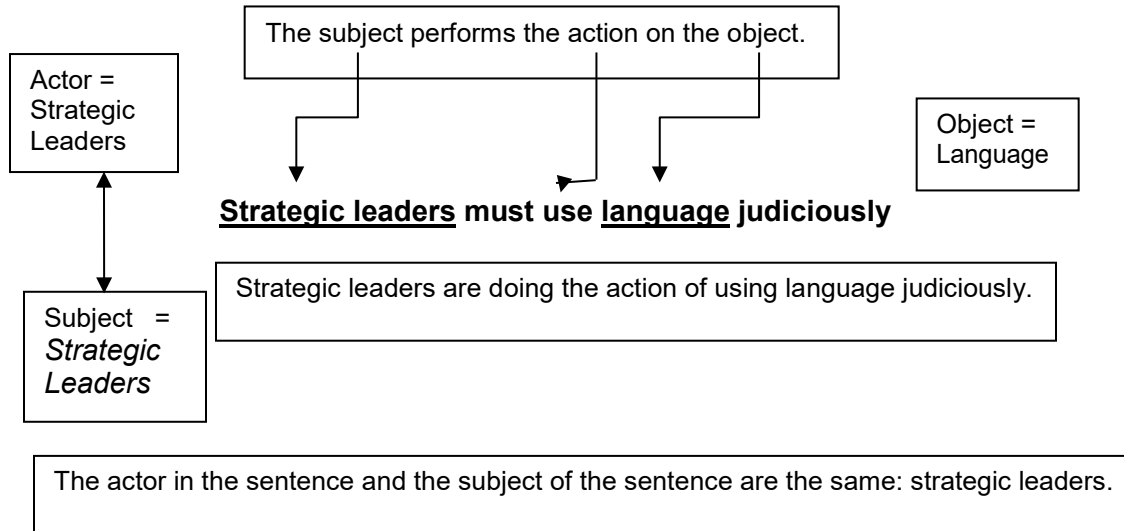 The subject performs the action on the object.
Actor =
Strategic
Leaders
Object =
Language
Strategic leaders must use language judiciously
Strategic leaders are doing the action of using language judiciously.
Subject =
Strategic
Leaders
The actor in the sentence and the subject of the sentence are the same: strategic leaders.